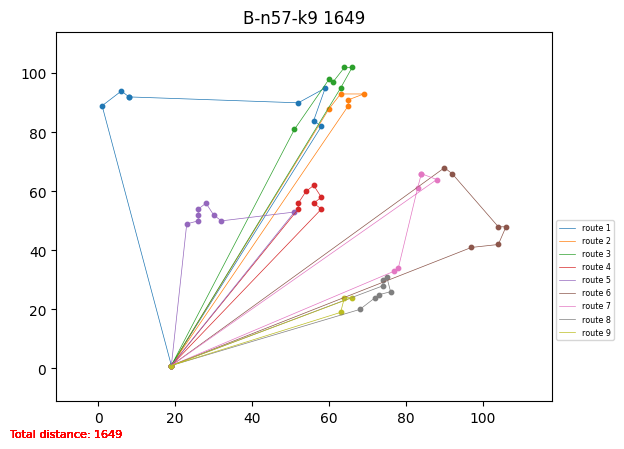 B-n57-k9 1649
100
80
60
40
20
0
0 20 40 60 80 100
route 1
route 2
route 3
route 4
route 5
route 6
route 7
route 8
route 9
Total distance: 1649